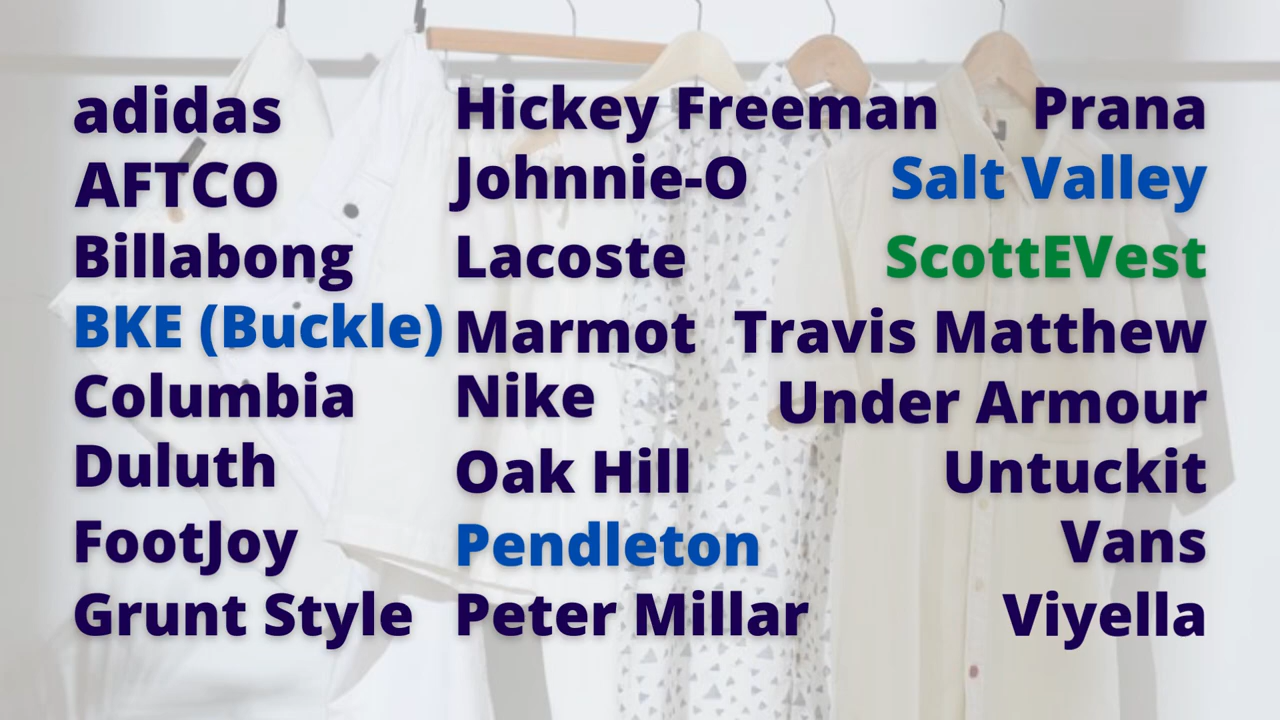 adidas
AFTCO
Billabong
BKE (Buckle)
Columbia
Duluth
FootJoy
Grunt Style
Hickey Freeman
Johnnie-O
Lacoste
Marmot
Nike
Oak Hill
Pendleton
Peter Millar
Prana
Salt Valley
ScottEVest
Travis Matthew
Under Armour
Untuckit
Vans
Viyella